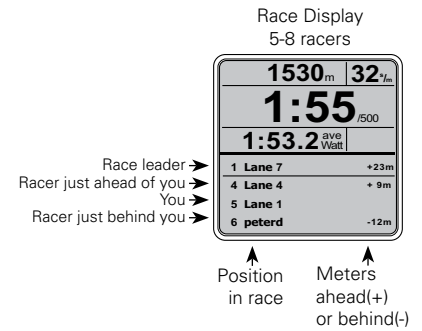 Race Display
5-8 racers
1530m 32s/m
1:55 /500
1:53.2 ave Watt
Race leader 1 Lane 7 +23m
Racer just ahead of you 4 Lane 4 + 9m
You 5 Lane 1
Racer just behind you 6 peterd -12m
Position in race
Meters ahead(+) or behind(-)